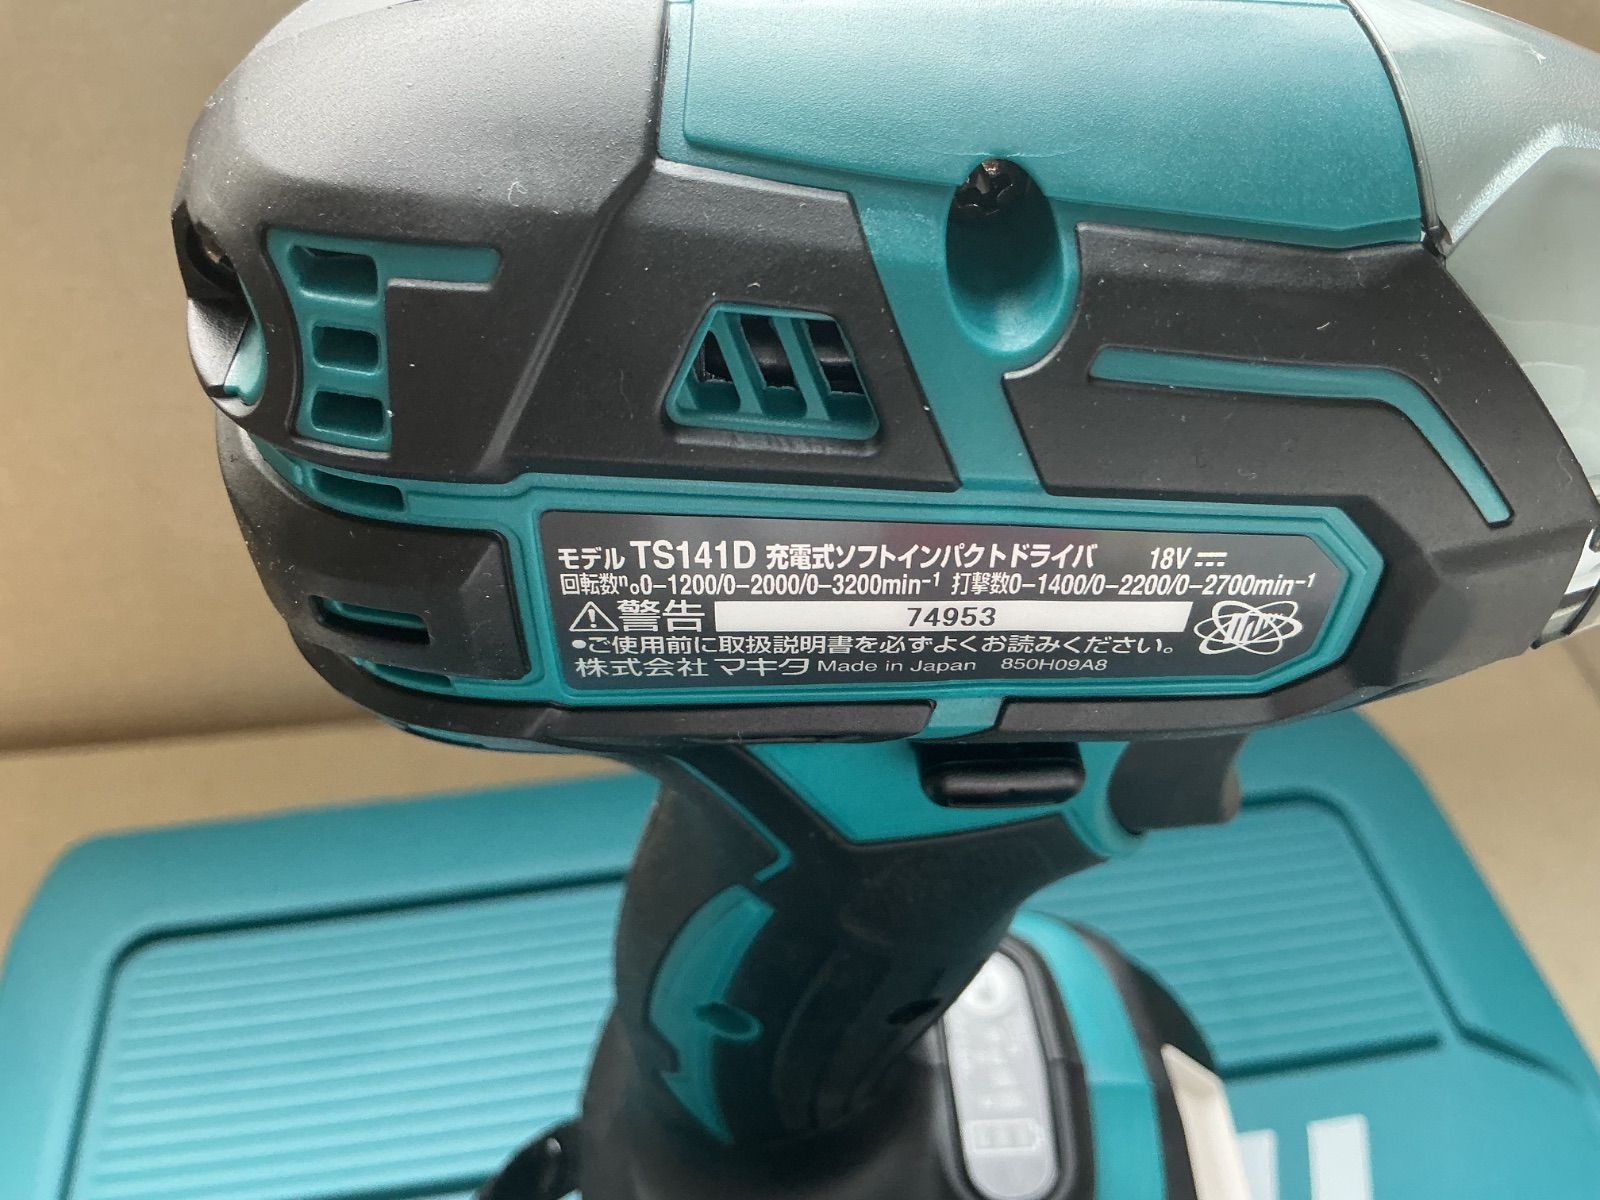 モデル TS141D 充電式ソフトインパクトドライバ 18V⎓
回転数n₀0-1200/0-2000/0-3200min⁻¹ 打撃数0-1400/0-2200/0-2700min⁻¹
⚠警告 74953
●ご使用前に取扱説明書を必ずよくお読みください。
株式会社 マキタ Made in Japan 850H09A8